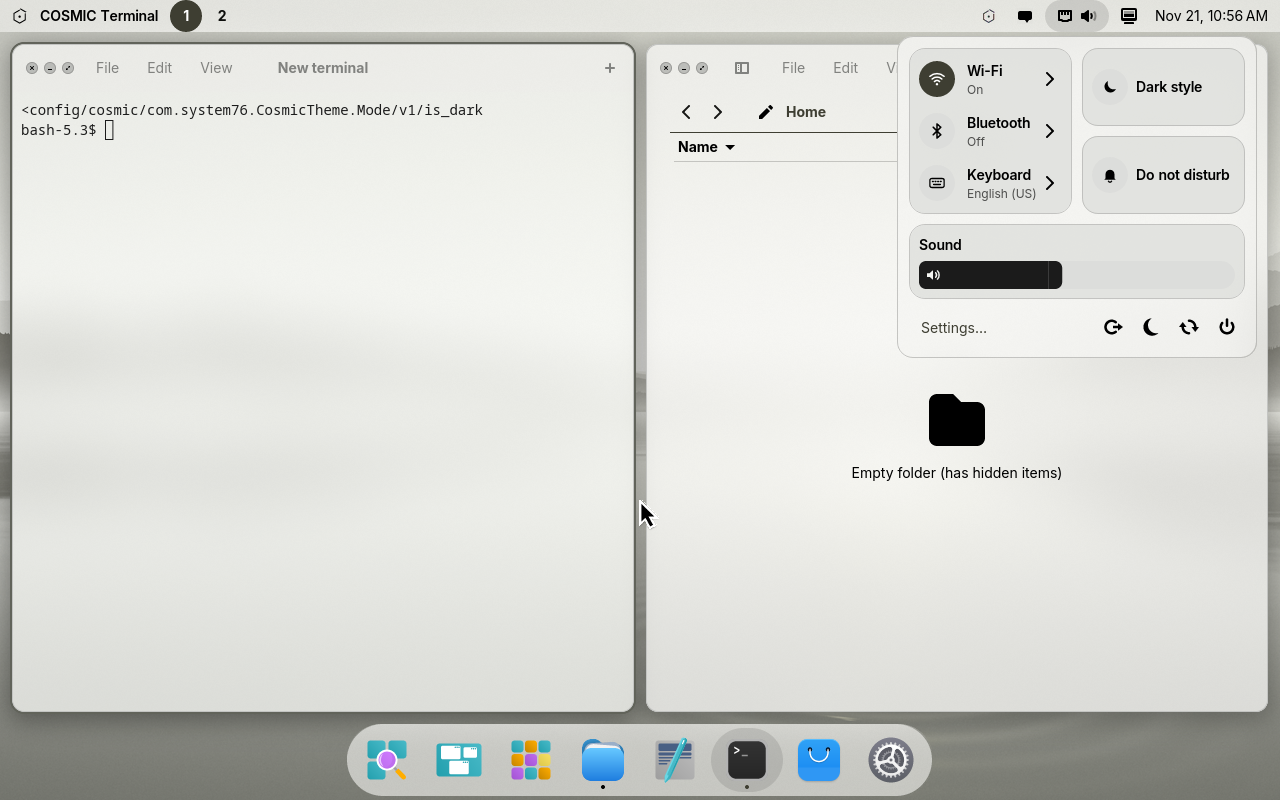 COSMIC Terminal
1
2
Nov 21, 10:56 AM
File
Edit
View
New terminal
<config/cosmic/com.system76.CosmicTheme.Mode/v1/is_dark
bash-5.3$
File
Edit
Home
Name
Empty folder (has hidden items)
Wi-Fi
On
Bluetooth
Off
Keyboard
English (US)
Dark style
Do not disturb
Sound
Settings...